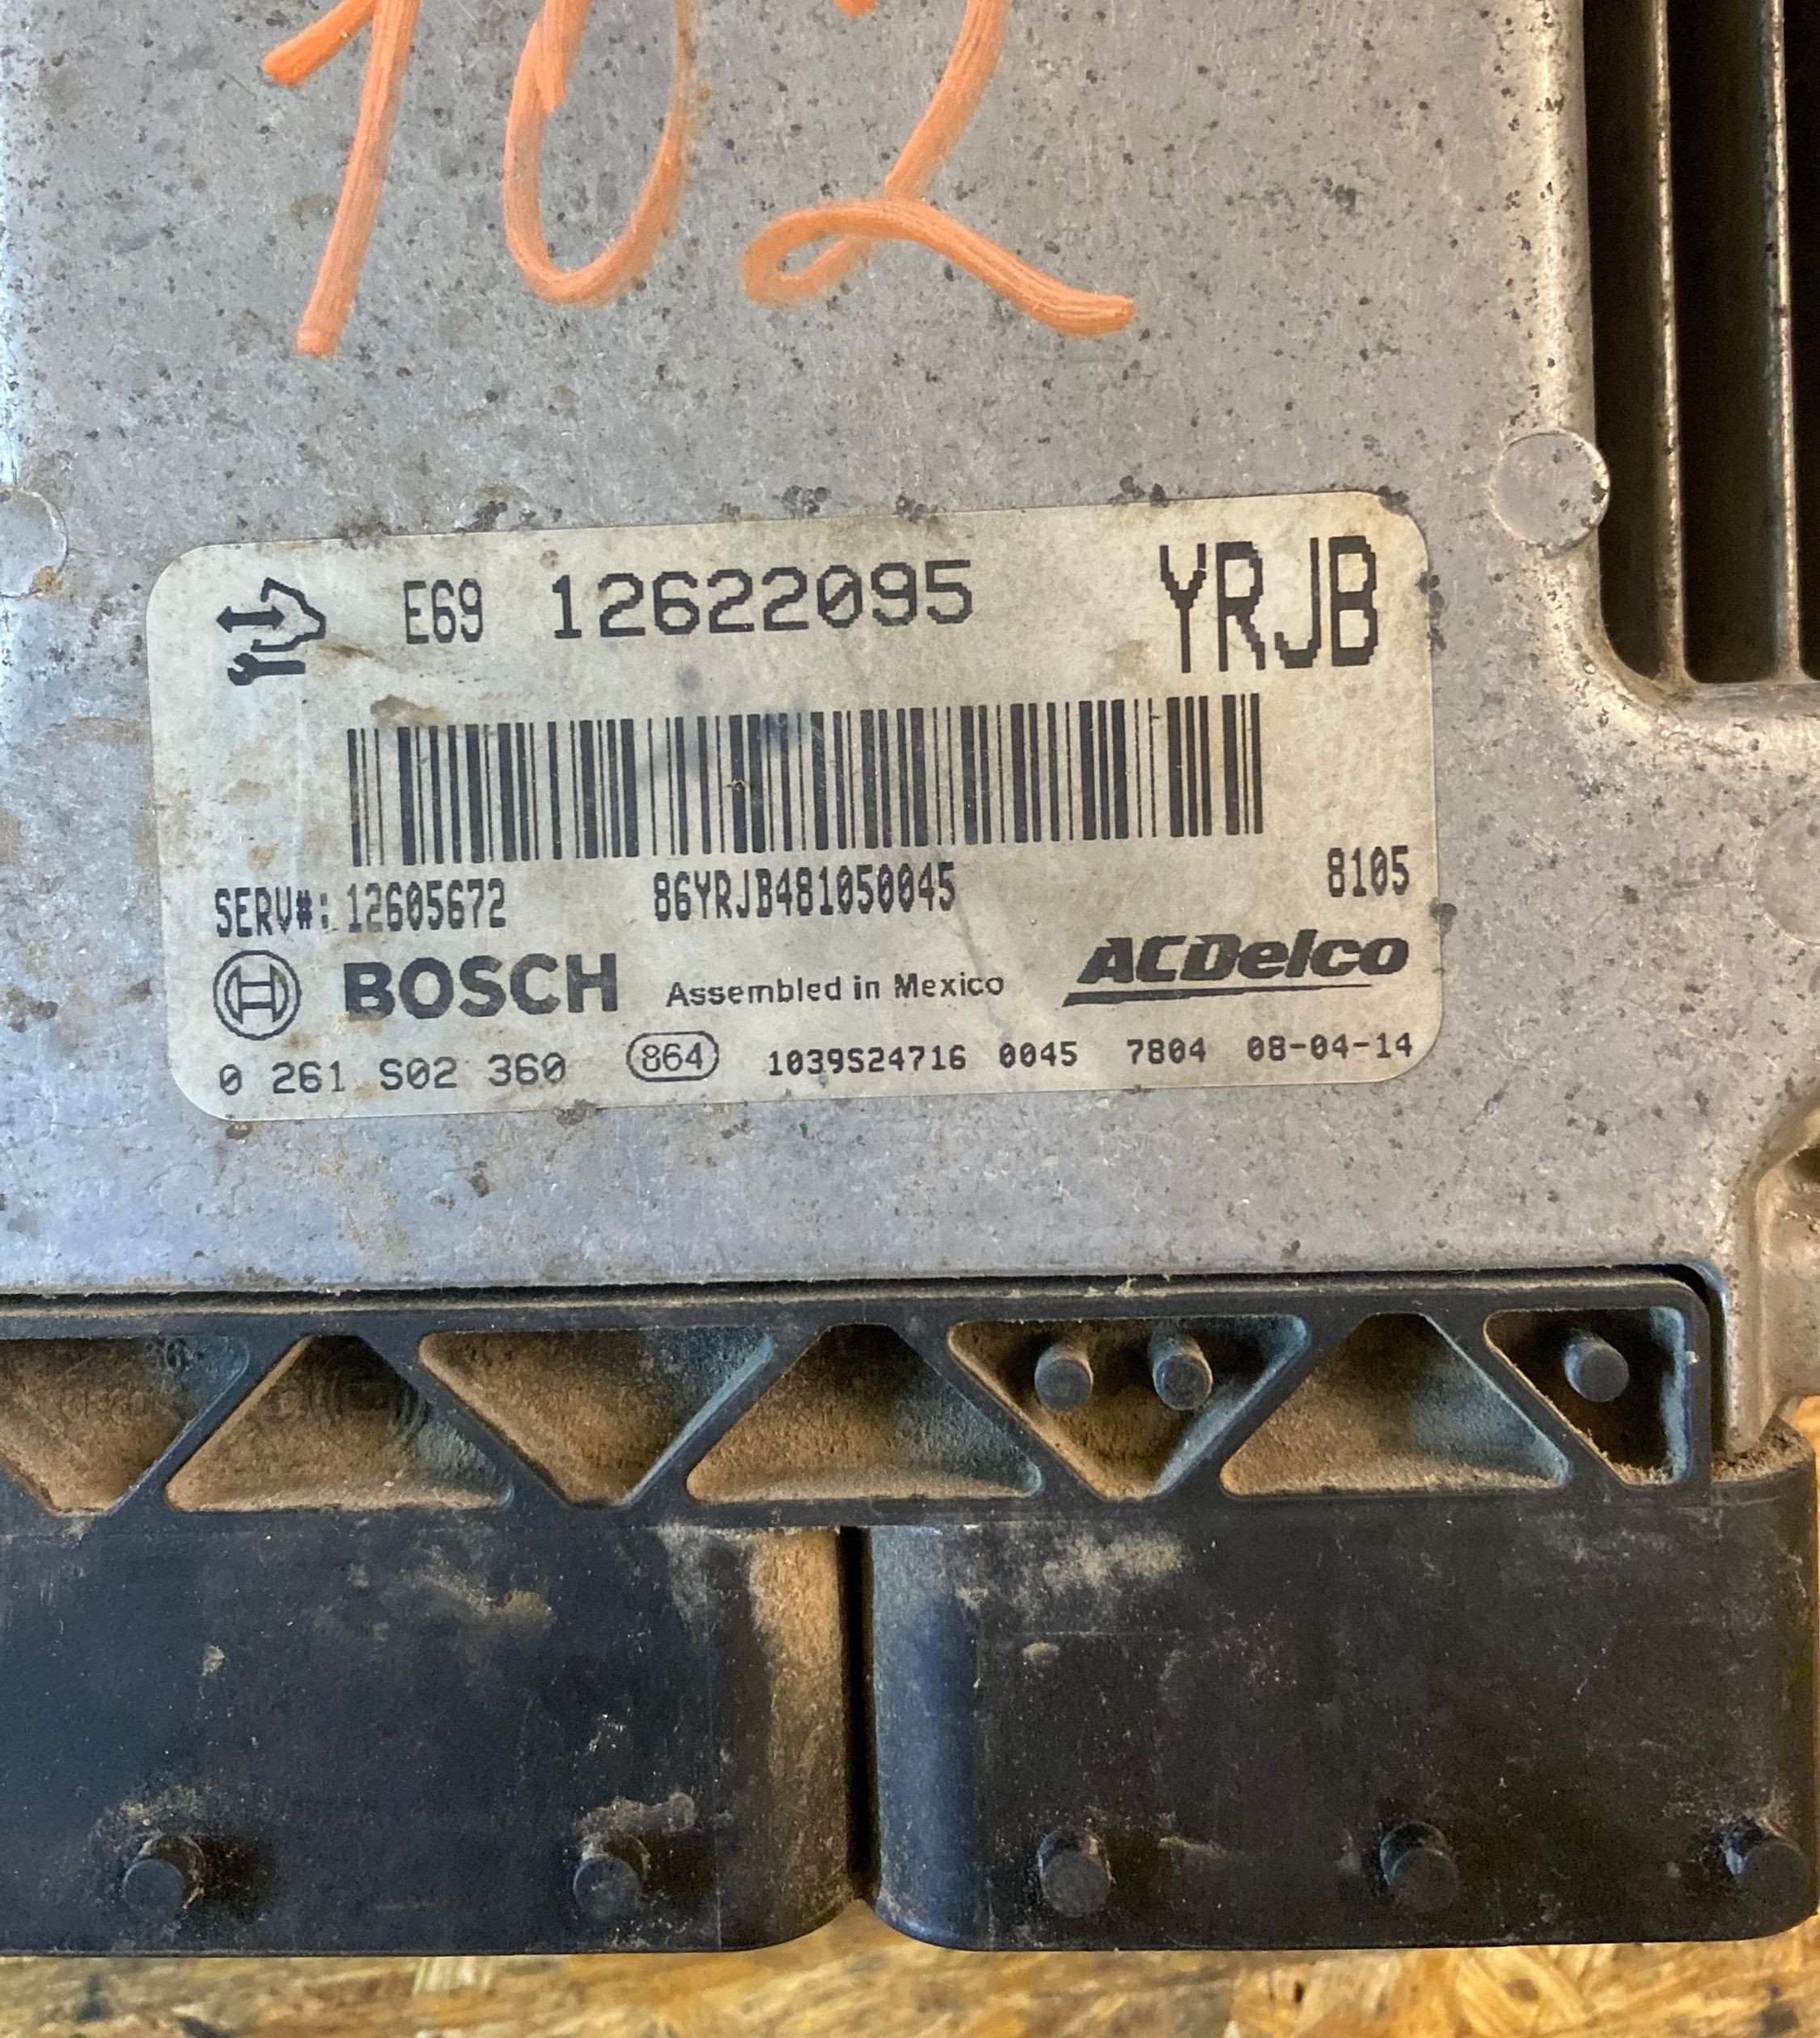 102
E69 12622095 YRJB
SERV#: 12605672 86YRJB481050045 8105
BOSCH Assembled in Mexico ACDelco
0 261 S02 360 864 1039S24716 0045 7804 08-04-14